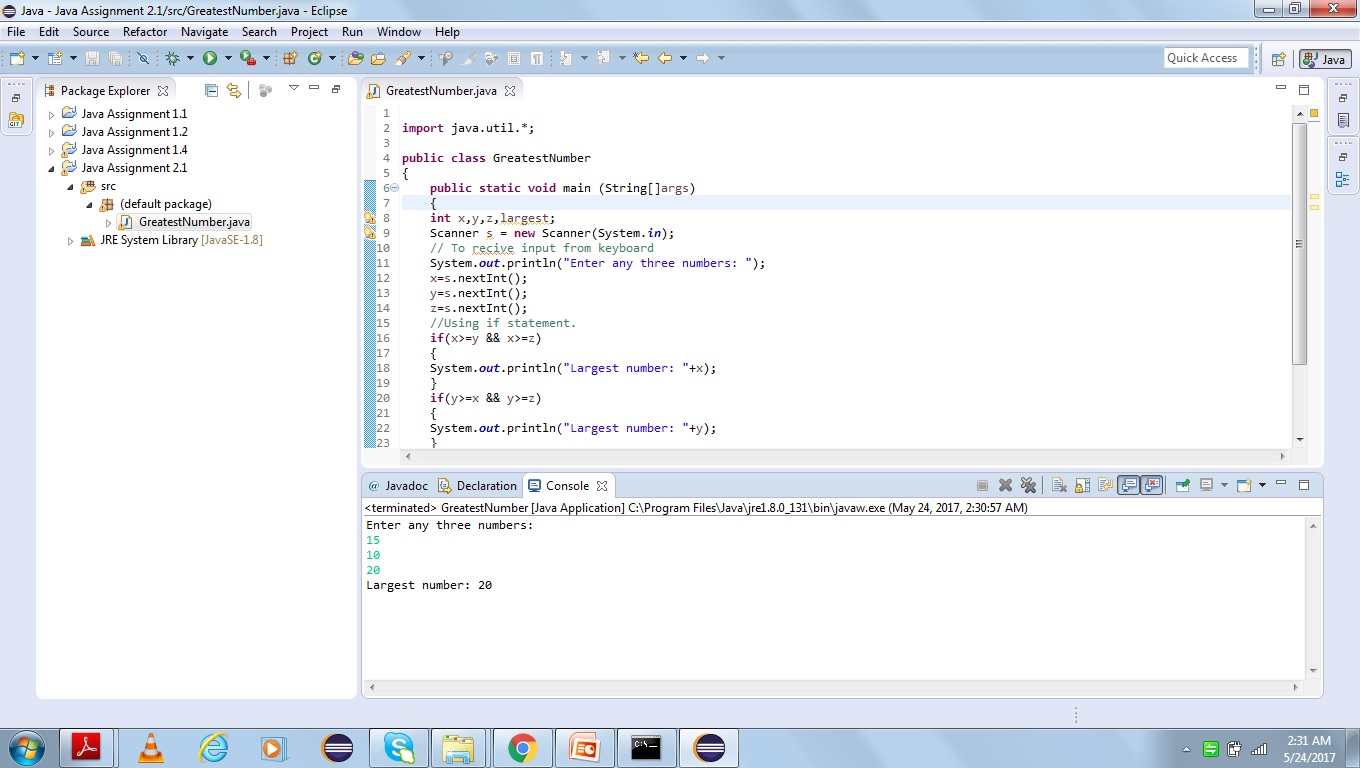 Java - Java Assignment 2.1/src/GreatestNumber.java - Eclipse
File Edit Source Refactor Navigate Search Project Run Window Help
Quick Access
Java
Package Explorer
GIT
Java Assignment 1.1
Java Assignment 1.2
Java Assignment 1.4
Java Assignment 2.1
src
(default package)
GreatestNumber.java
JRE System Library [JavaSE-1.8]
GreatestNumber.java
1
2 import java.util.*;
3
4 public class GreatestNumber
5 {
6 public static void main (String[]args)
7 {
8 int x,y,z,largest;
9 Scanner s = new Scanner(System.in);
10 // To recive input from keyboard
11 System.out.println("Enter any three numbers: ");
12 x=s.nextInt();
13 y=s.nextInt();
14 z=s.nextInt();
15 //Using if statement.
16 if(x>=y && x>=z)
17 {
18 System.out.println("Largest number: "+x);
19 }
20 if(y>=x && y>=z)
21 {
22 System.out.println("Largest number: "+y);
23 }
@ Javadoc Declaration Console
<terminated> GreatestNumber [Java Application] C:\Program Files\Java\jre1.8.0_131\bin\javaw.exe (May 24, 2017, 2:30:57 AM)
Enter any three numbers:
15
10
20
Largest number: 20
C:\_
2:31 AM
5/24/2017